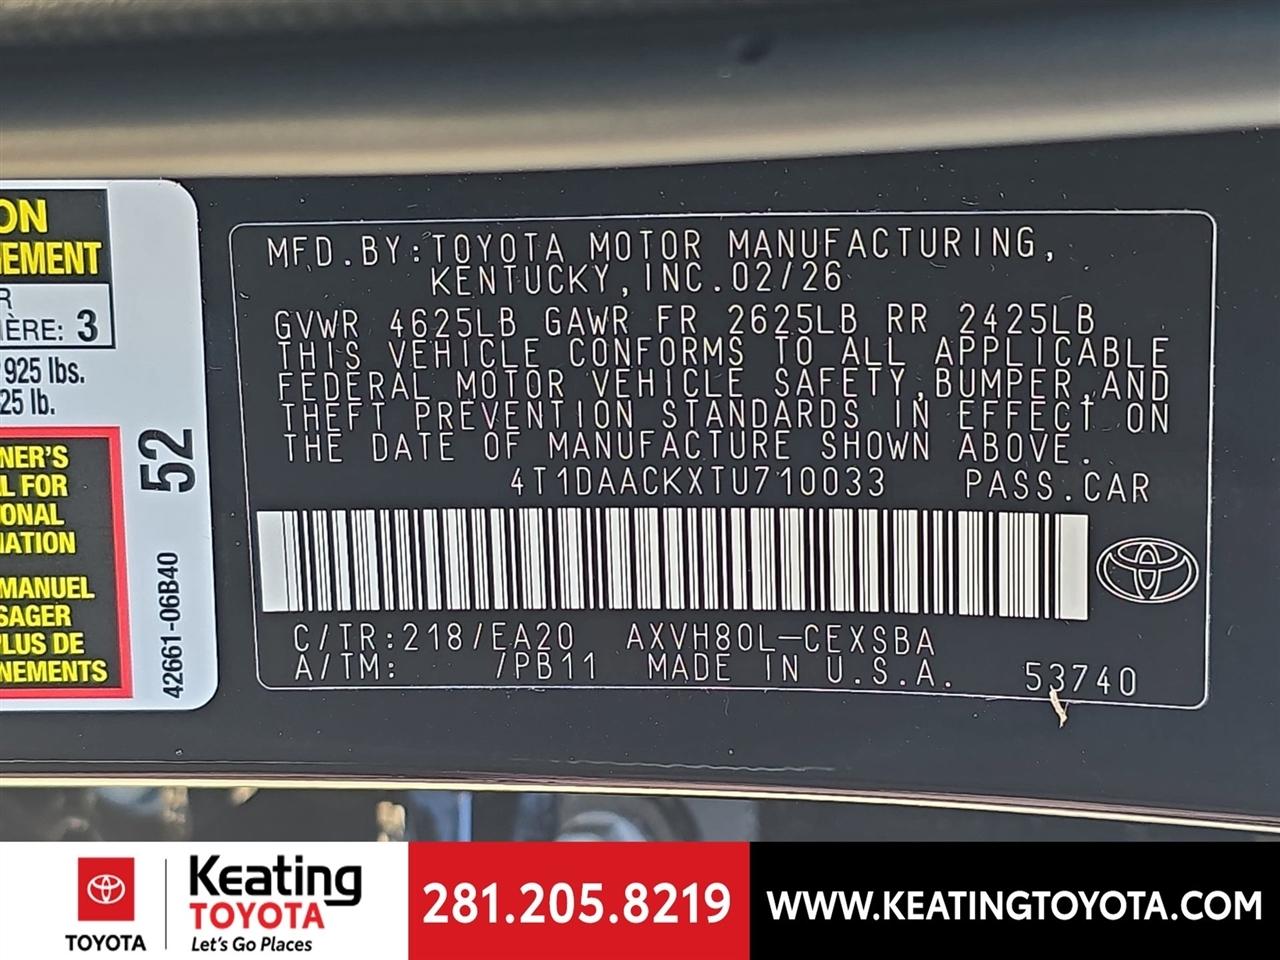 ON
EMENT
R
IÈRE: 3
925 lbs.
25 lb.
NER'S
L FOR
ONAL
ATION
MANUEL
SAGER
PLUS DE
NEMENTS
52
42661-06B40
MFD.BY:TOYOTA MOTOR MANUFACTURING,
KENTUCKY,INC.02/26
GVWR 4625LB GAWR FR 2625LB RR 2425LB
THIS VEHICLE CONFORMS TO ALL APPLICABLE
FEDERAL MOTOR VEHICLE SAFETY,BUMPER,AND
THEFT PREVENTION STANDARDS IN EFFECT ON
THE DATE OF MANUFACTURE SHOWN ABOVE.
4T1DAACKXTU710033 PASS.CAR
C/TR:218/EA20 AXVH80L-CEXSBA
A/TM: /PB11 MADE IN U.S.A. 53740
TOYOTA
Keating
TOYOTA
Let's Go Places
281.205.8219
WWW.KEATINGTOYOTA.COM